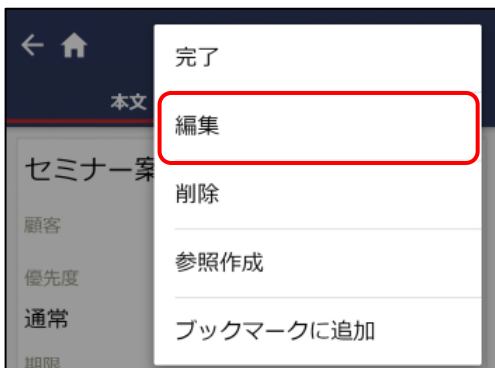 完了
本文
編集
セミナー案
削除
顧客
参照作成
優先度
通常
ブックマークに追加
期限